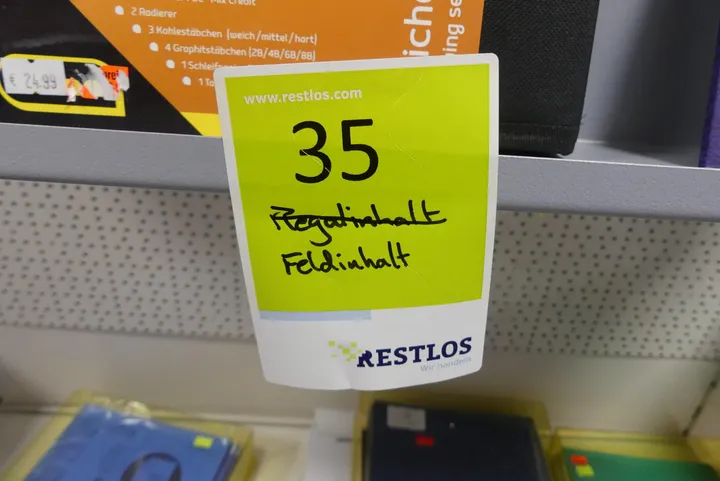 2 Radierer
3 Kohlestäbchen (weich/mittel/hart)
4 Graphitstäbchen (2B/4B/6B/8B)
€ 24.99
www.restlos.com
35
Regalinhalt
Feldinhalt
RESTLOS